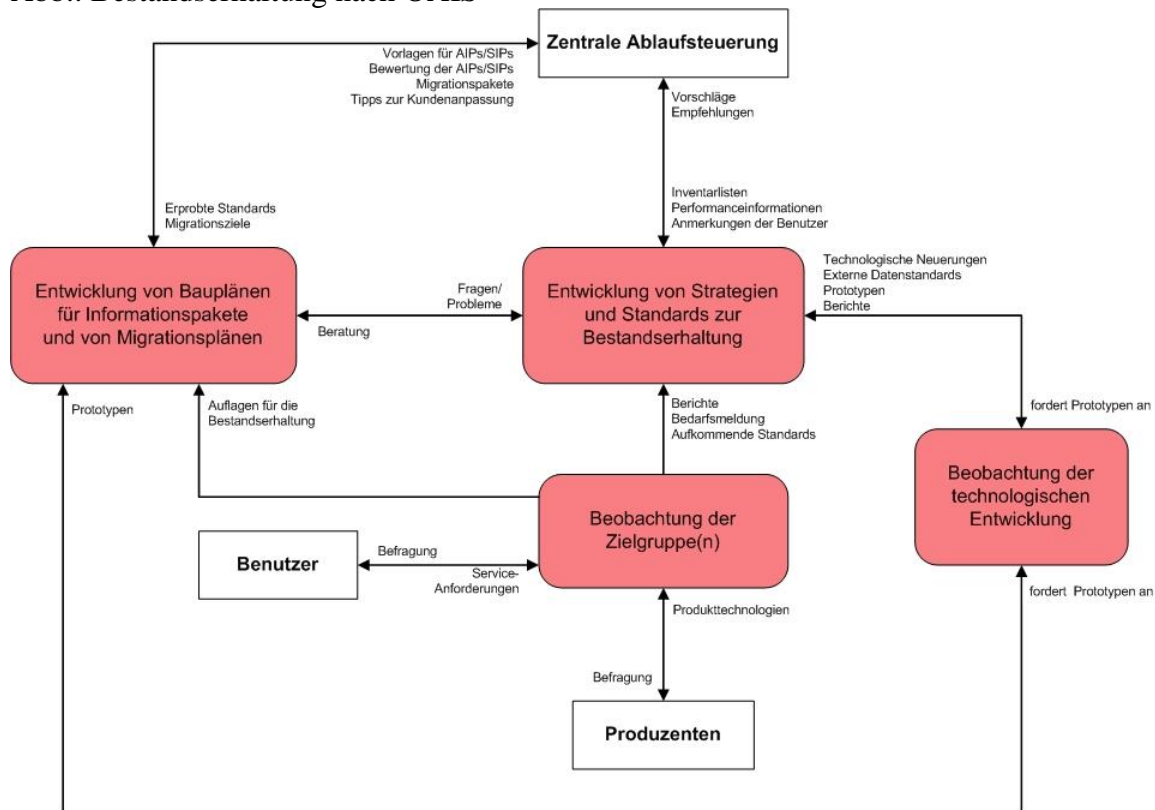 Abb.: Bestandserhaltung nach OAIS
Zentrale Ablaufsteuerung
Vorlagen für AIPs/SIPs
Bewertung der AIPs/SIPs
Migrationspakete
Tipps zur Kundenanpassung
Vorschläge
Empfehlungen
Erprobte Standards
Migrationsziele
Inventarlisten
Performanceinformationen
Anmerkungen der Benutzer
Entwicklung von Bauplänen
für Informationspakete
und von Migrationsplänen
Fragen/
Probleme
Beratung
Entwicklung von Strategien
und Standards zur
Bestandserhaltung
Technologische Neuerungen
Externe Datenstandards
Prototypen
Berichte
Prototypen
Auflagen für die
Bestandserhaltung
Berichte
Bedarfsmeldung
Aufkommende Standards
fordert Prototypen an
Beobachtung der
technologischen
Entwicklung
Beobachtung der
Zielgruppe(n)
Benutzer
Befragung
Service-
Anforderungen
fordert Prototypen an
Produkttechnologien
Befragung
Produzenten